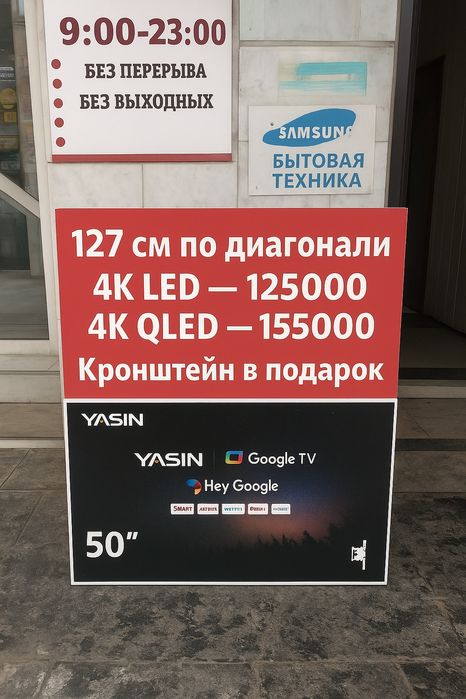 9:00-23:00
БЕЗ ПЕРЕРЫВА
БЕЗ ВЫХОДНЫХ
SAMSUNG
БЫТОВАЯ
ТЕХНИКА
127 см по диагонали
4K LED — 125000
4K QLED — 155000
Кронштейн в подарок
YASIN
YASIN | Google TV
Hey Google
SMART
50"